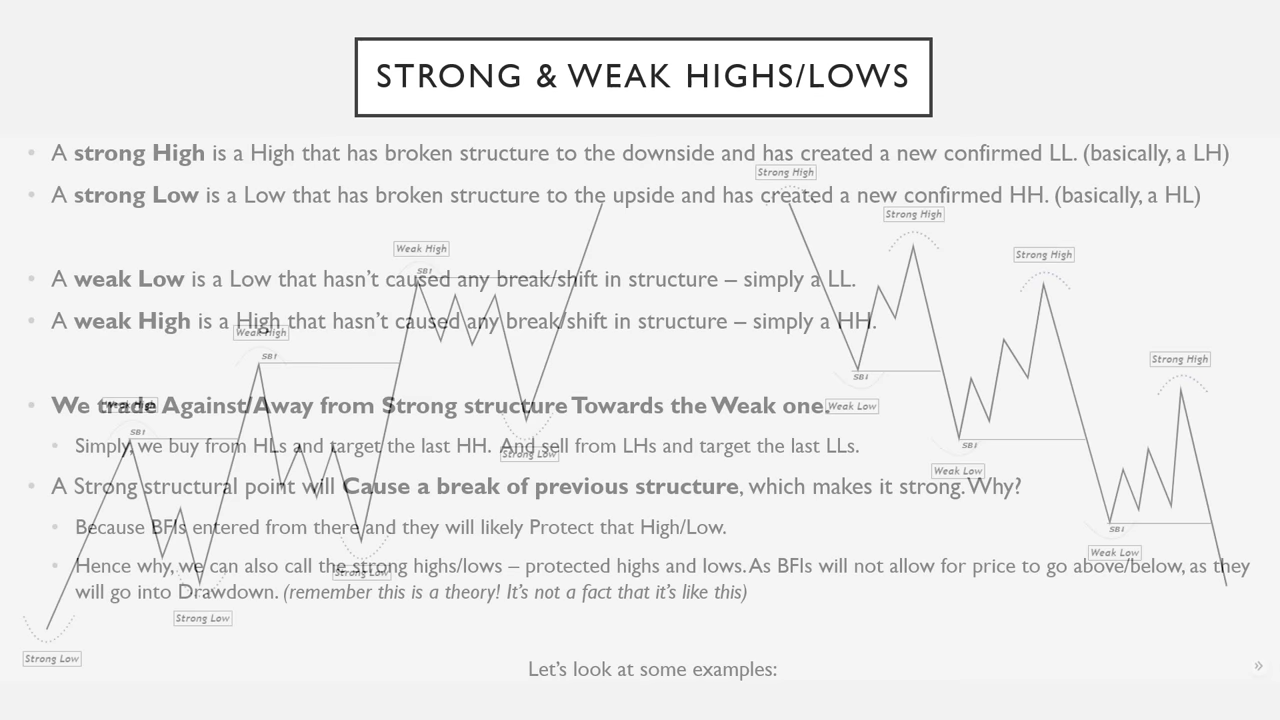 STRONG & WEAK HIGHS/LOWS
• A strong High is a High that has broken structure to the downside and has created a new confirmed LL. (basically, a LH)
Strong High
• A strong Low is a Low that has broken structure to the upside and has created a new confirmed HH. (basically, a HL)
Strong High
Weak High
Strong High
SBI
• A weak Low is a Low that hasn't caused any break/shift in structure – simply a LL.
• A weak High is a High that hasn't caused any break/shift in structure – simply a HH.
Weak High
SBI
Strong High
SBI
• We trade Against/Away from Strong structure Towards the Weak one.
Weak High
Weak Low
SBI
• Simply, we buy from HLs and target the last HH. And sell from LHs and target the last LLs.
SBI
Strong Low
Weak Low
• A Strong structural point will Cause a break of previous structure, which makes it strong. Why?
• Because BFIs entered from there and they will likely Protect that High/Low.
SBI
Weak Low
• Hence why, we can also call the strong highs/lows – protected highs and lows. As BFIs will not allow for price to go above/below, as they
Strong Low
will go into Drawdown. (remember this is a theory! It's not a fact that it's like this)
Strong Low
Strong Low
Let's look at some examples:
»